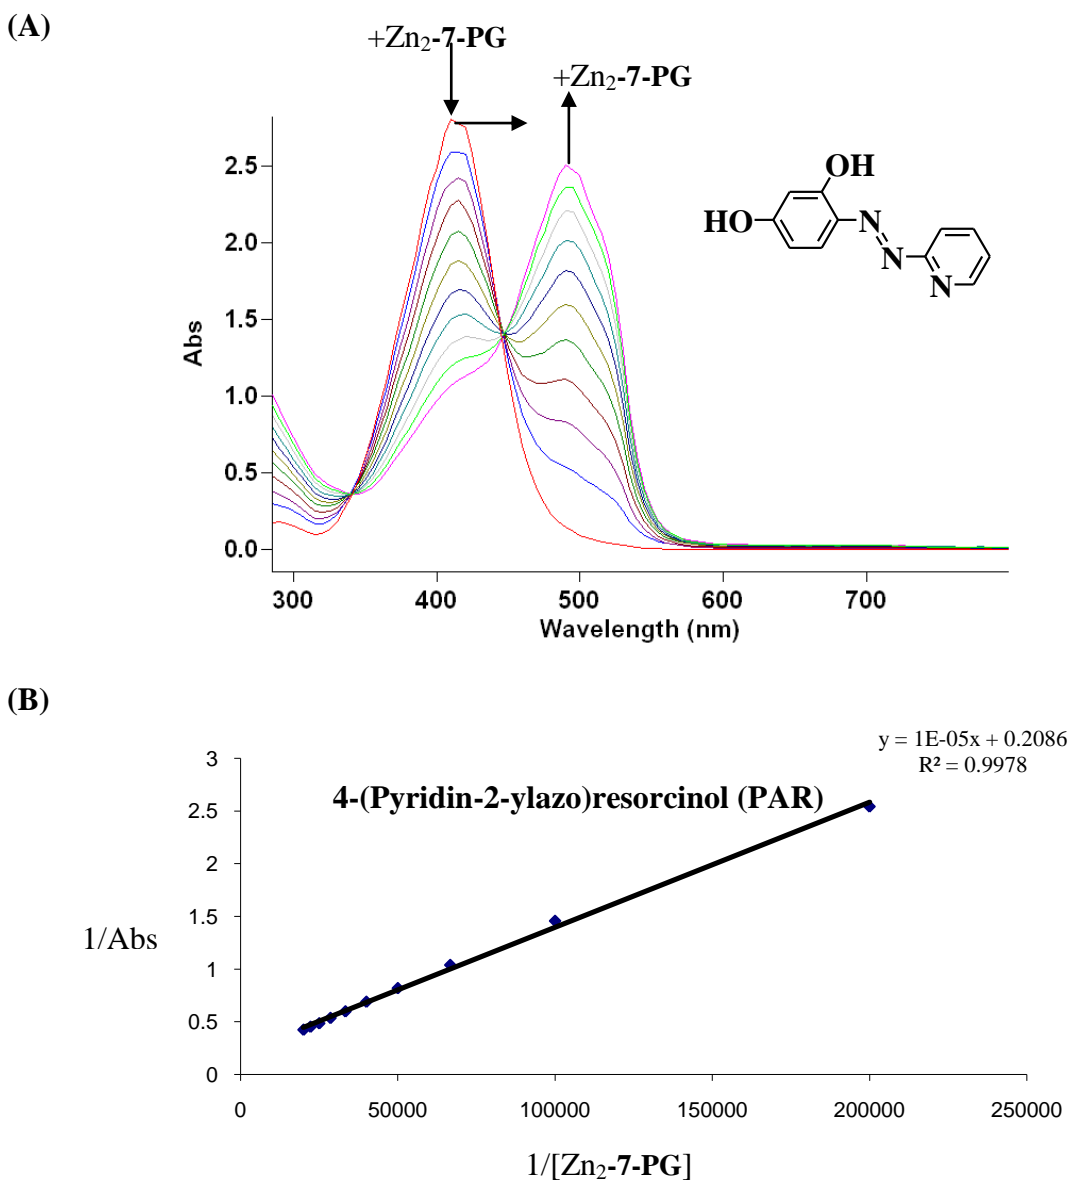 (A)
+Zn₂-7-PG
+Zn₂-7-PG
2.5
2.0
1.5
1.0
0.5
0.0
Abs
300 400 500 600 700
Wavelength (nm)
OH
HO
N
N
N
(B)
y = 1E-05x + 0.2086
R² = 0.9978
4-(Pyridin-2-ylazo)resorcinol (PAR)
3
2.5
2
1.5
1
0.5
0
1/Abs
0 50000 100000 150000 200000 250000
1/[Zn₂-7-PG]